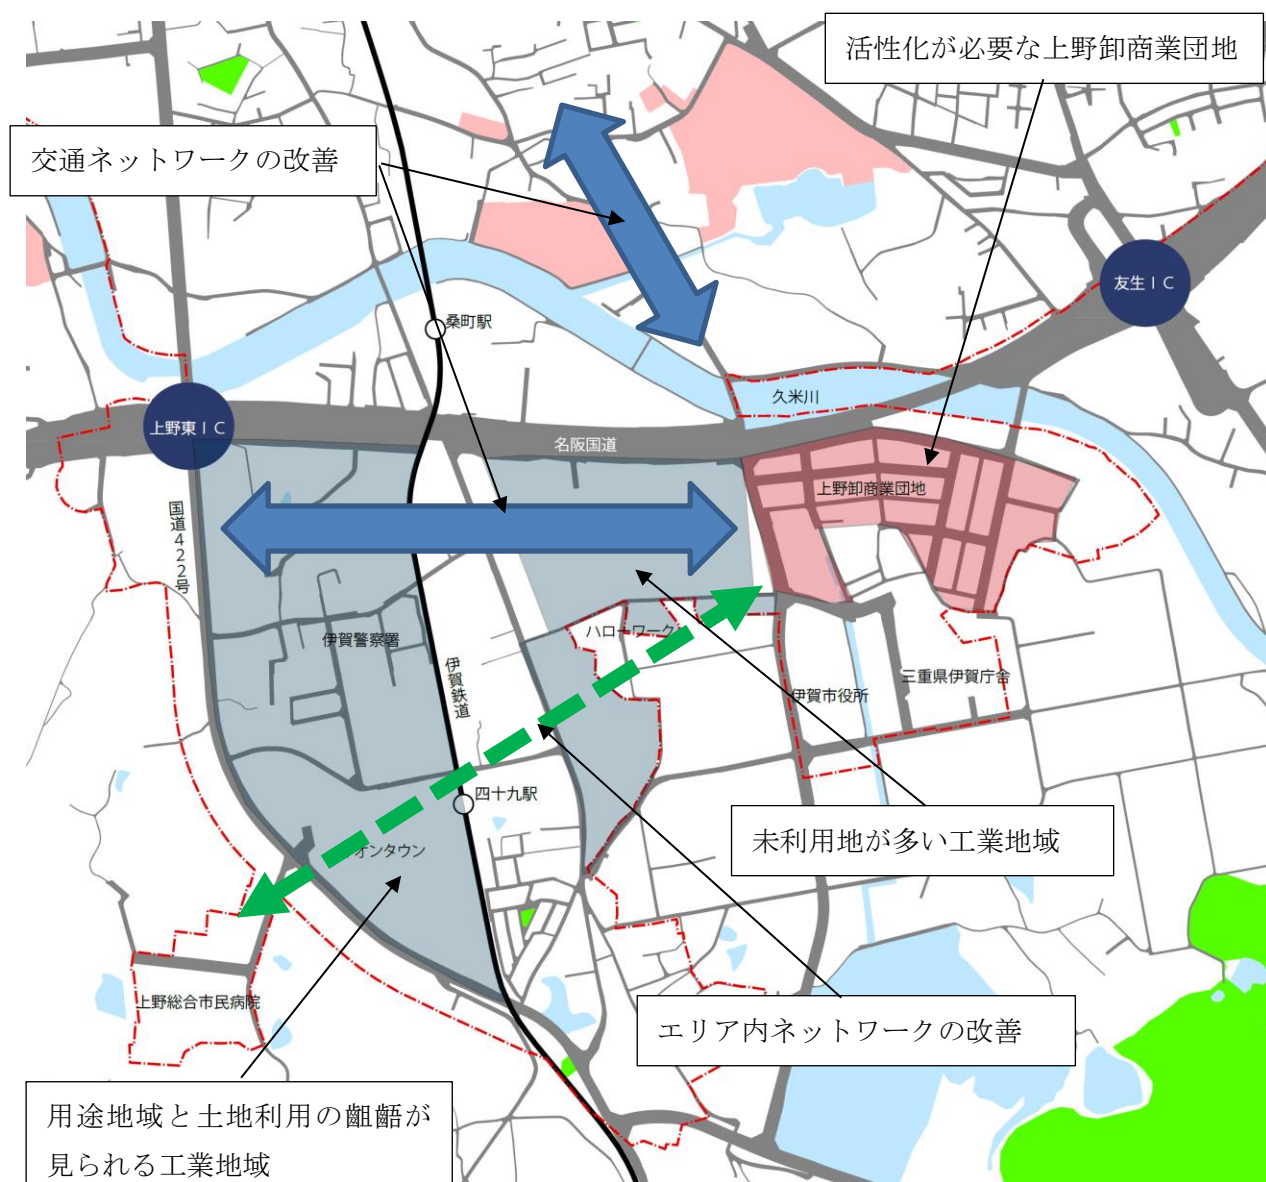 活性化が必要な上野卸商業団地
交通ネットワークの改善
友生IC
桑町駅
久米川
上野東IC
名阪国道
上野卸商業団地
国道422号
伊賀警察署
ハローワーク
伊賀鉄道
三重県伊賀庁舎
伊賀市役所
四十九駅
未利用地が多い工業地域
オンタウン
上野総合市民病院
エリア内ネットワークの改善
用途地域と土地利用の齟齬が
見られる工業地域